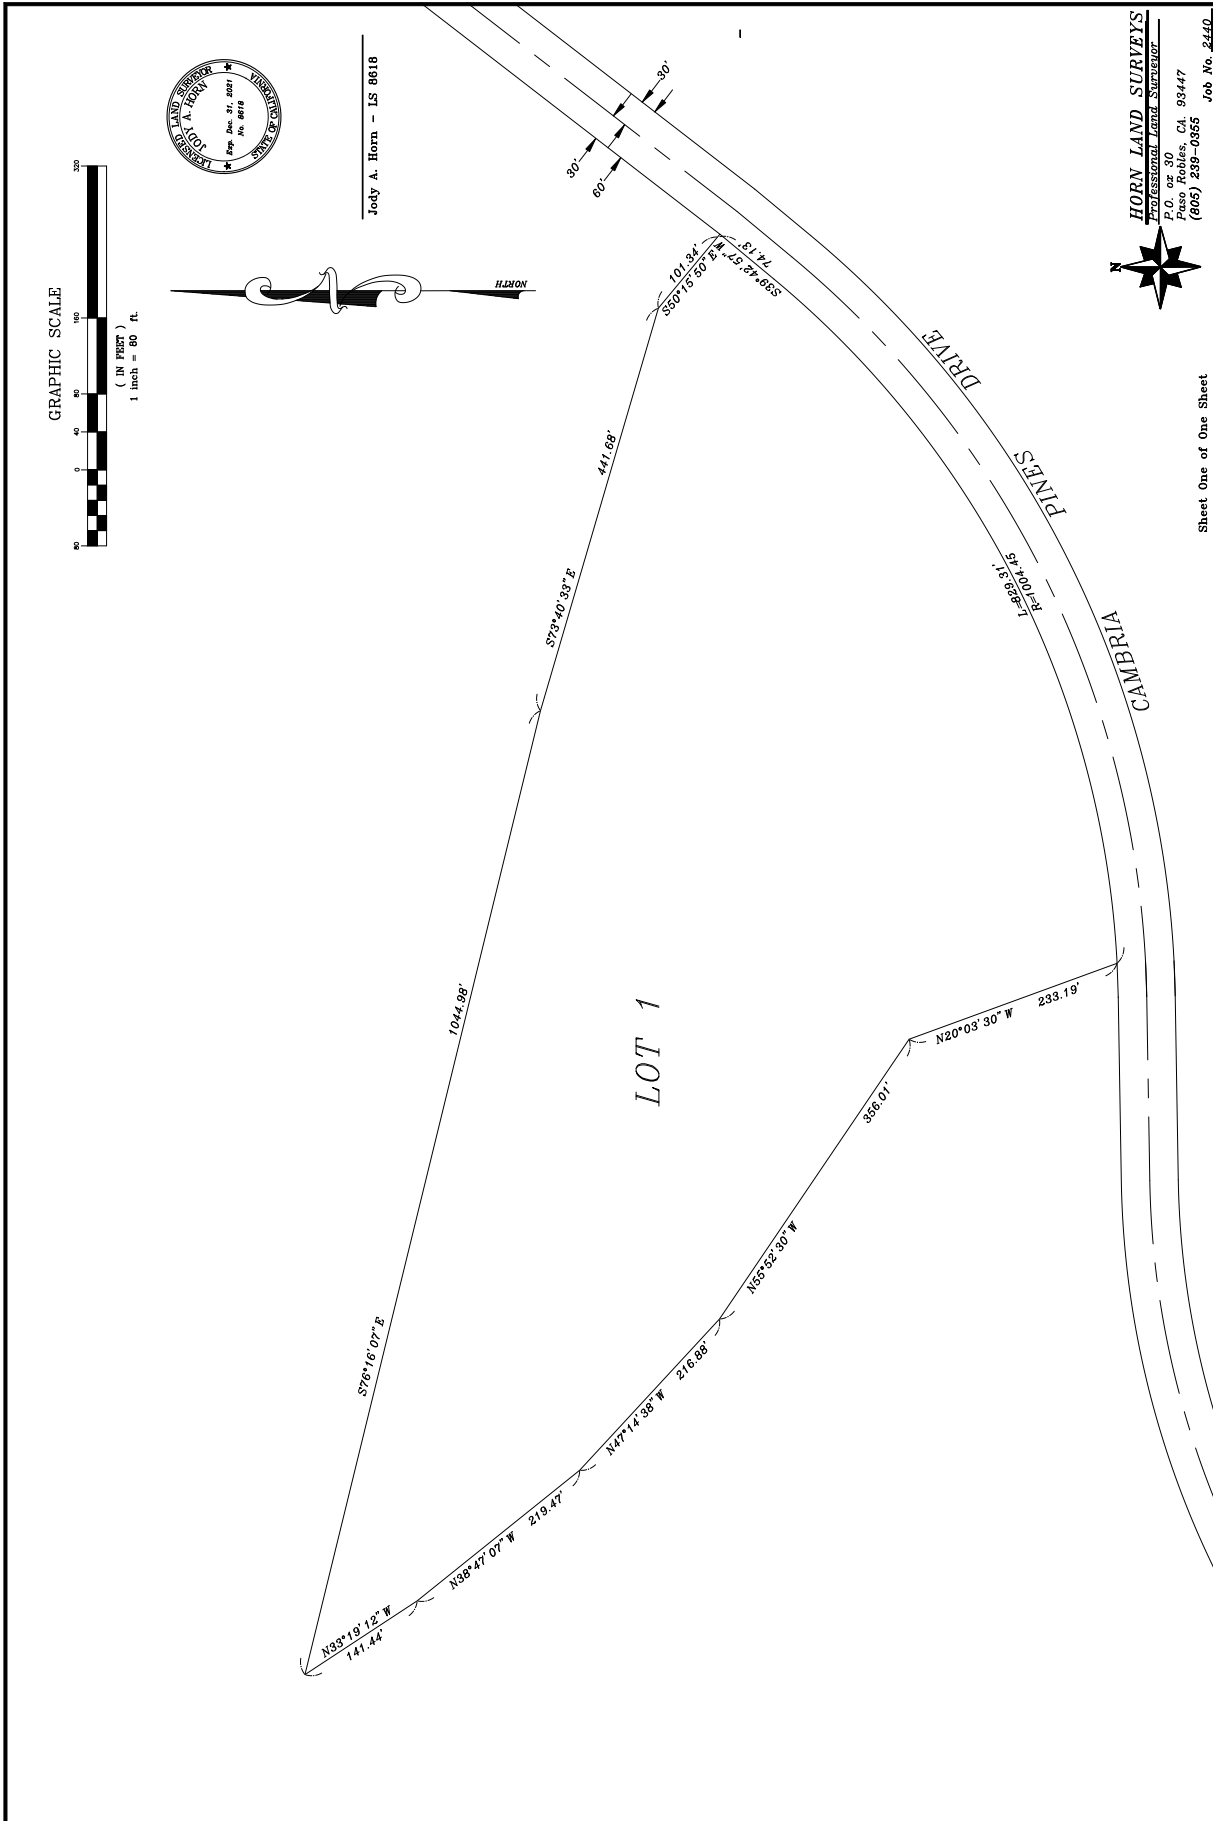 GRAPHIC SCALE
80 0 40 80 160 320
( IN FEET )
1 inch = 80 ft.
LICENSED LAND SURVEYOR
JODY A. HORN
Exp. Dec. 31, 2021
No. 8618
STATE OF CALIFORNIA
Jody A. Horn - LS 8618
NORTH
30'
60'
30'
101.34'
S50°15'50" E
S39°42'57" W
74.13'
441.68'
S73°40'33" E
1044.98'
S76°16'07" E
N33°19'12" W
141.44'
N38°47'07" W
219.47'
N47°14'38" W
216.88'
N55°52'30" W
356.01'
N20°03'30" W
233.19'
L=829.31'
R=1004.45
LOT 1
CAMBRIA PINES DRIVE
HORN LAND SURVEYS
Professional Land Surveyor
P.O. oz 30
Paso Robles, CA. 93447
(805) 239-0355
Job No. 2440
N
Sheet One of One Sheet